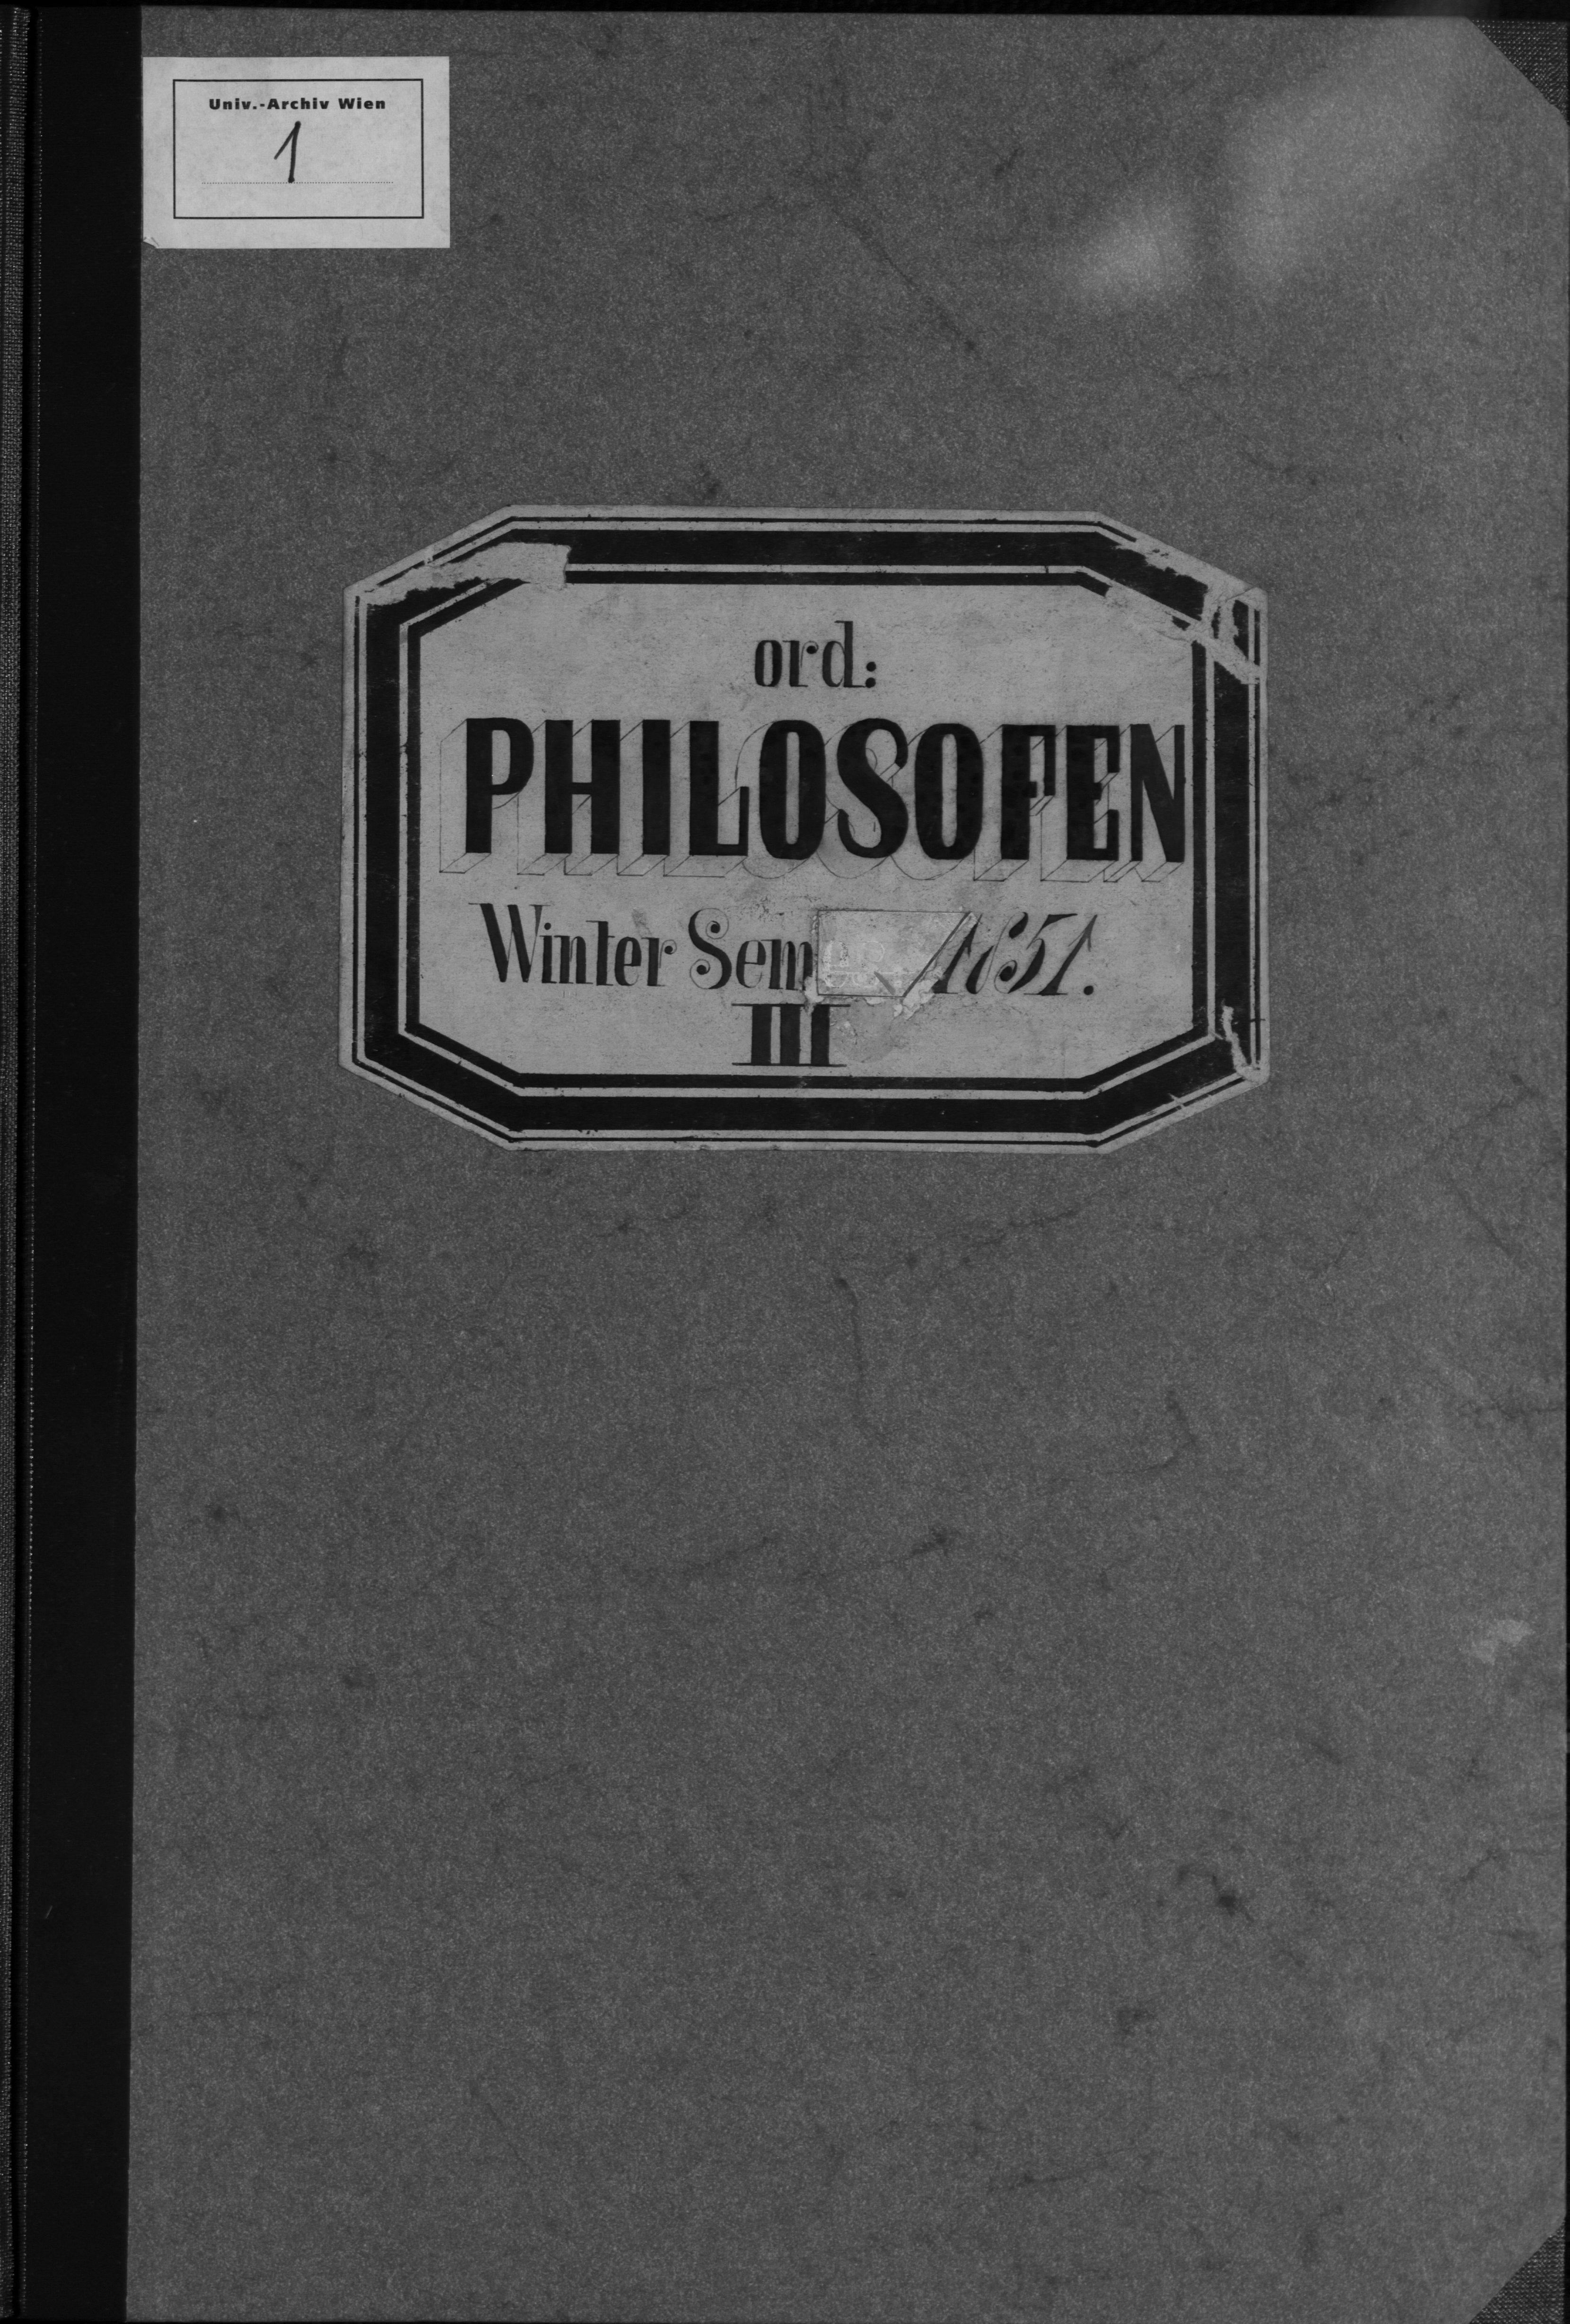 Univ.-Archiv Wien
1
ord:
PHILOSOFEN
Winter Sem /1851.
III